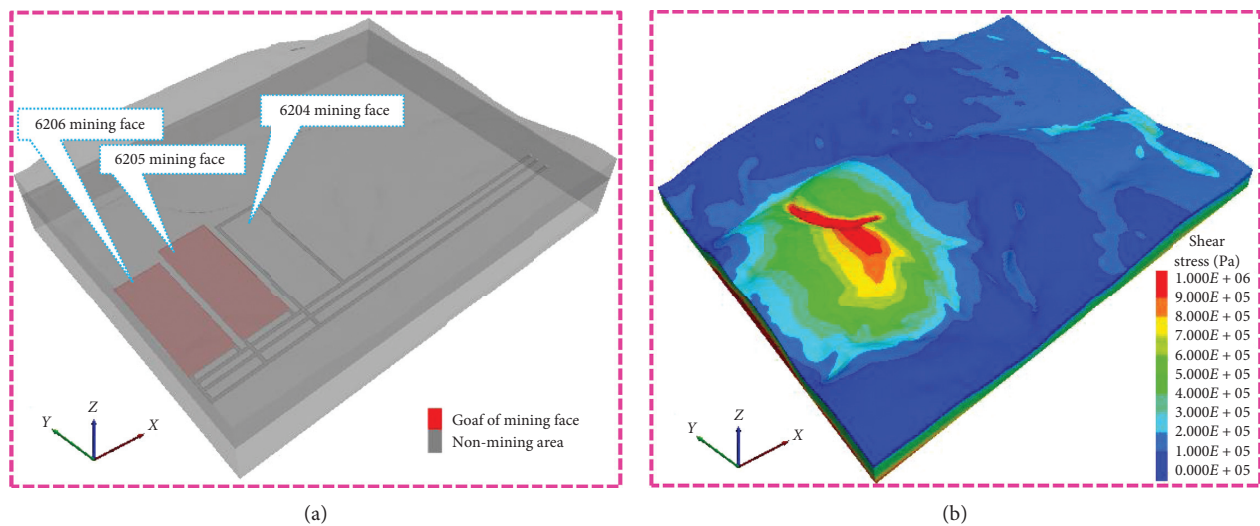 6204 mining face
6206 mining face
6205 mining face
Z
Y
X
Goaf of mining face
Non-mining area
(a)
Shear
stress (Pa)
1.000E + 06
9.000E + 05
8.000E + 05
7.000E + 05
6.000E + 05
5.000E + 05
4.000E + 05
3.000E + 05
2.000E + 05
1.000E + 05
0.000E + 05
Z
Y
X
(b)